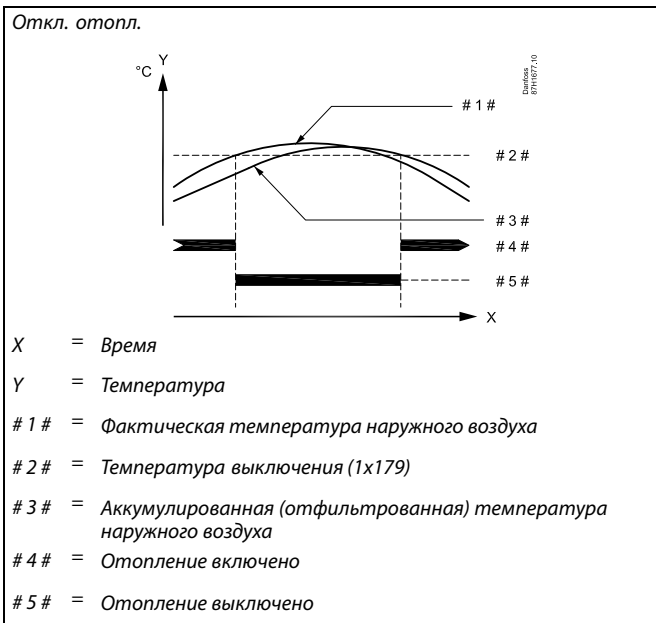 Откл. отопл.
Y
°C
Danfoss
87H1677.10
# 1 #
# 2 #
# 3 #
# 4 #
# 5 #
X
X = Время
Y = Температура
# 1 # = Фактическая температура наружного воздуха
# 2 # = Температура выключения (1x179)
# 3 # = Аккумулированная (отфильтрованная) температура
наружного воздуха
# 4 # = Отопление включено
# 5 # = Отопление выключено